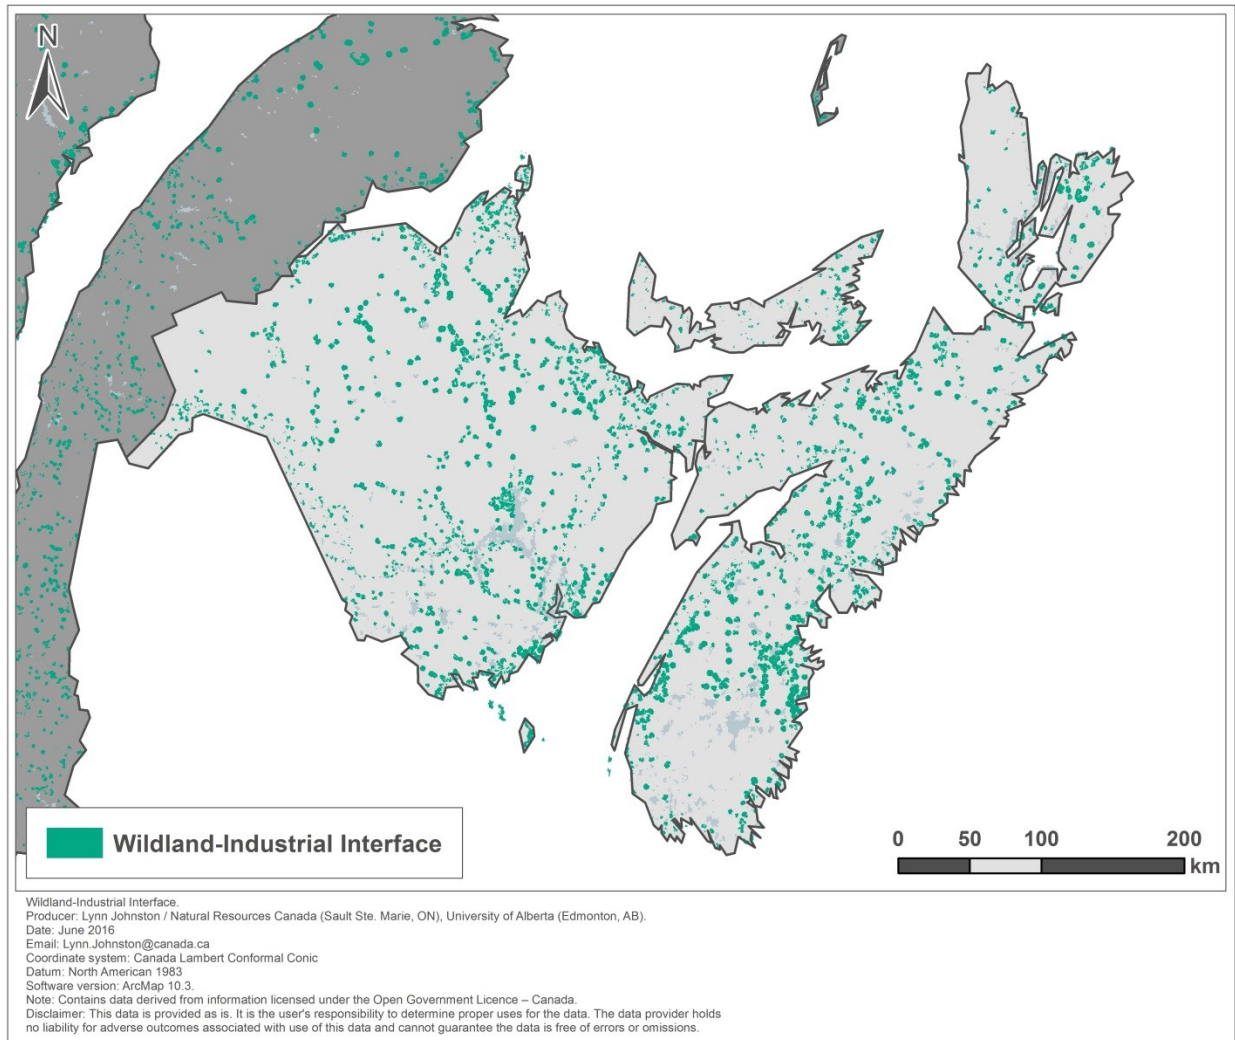 N
Wildland-Industrial Interface
0 50 100 200
km
Wildland-Industrial Interface.
Producer: Lynn Johnston / Natural Resources Canada (Sault Ste. Marie, ON), University of Alberta (Edmonton, AB).
Date: June 2016
Email: Lynn.Johnston@canada.ca
Coordinate system: Canada Lambert Conformal Conic
Datum: North American 1983
Software version: ArcMap 10.3.
Note: Contains data derived from information licensed under the Open Government Licence – Canada.
Disclaimer: This data is provided as is. It is the user's responsibility to determine proper uses for the data. The data provider holds
no liability for adverse outcomes associated with use of this data and cannot guarantee the data is free of errors or omissions.